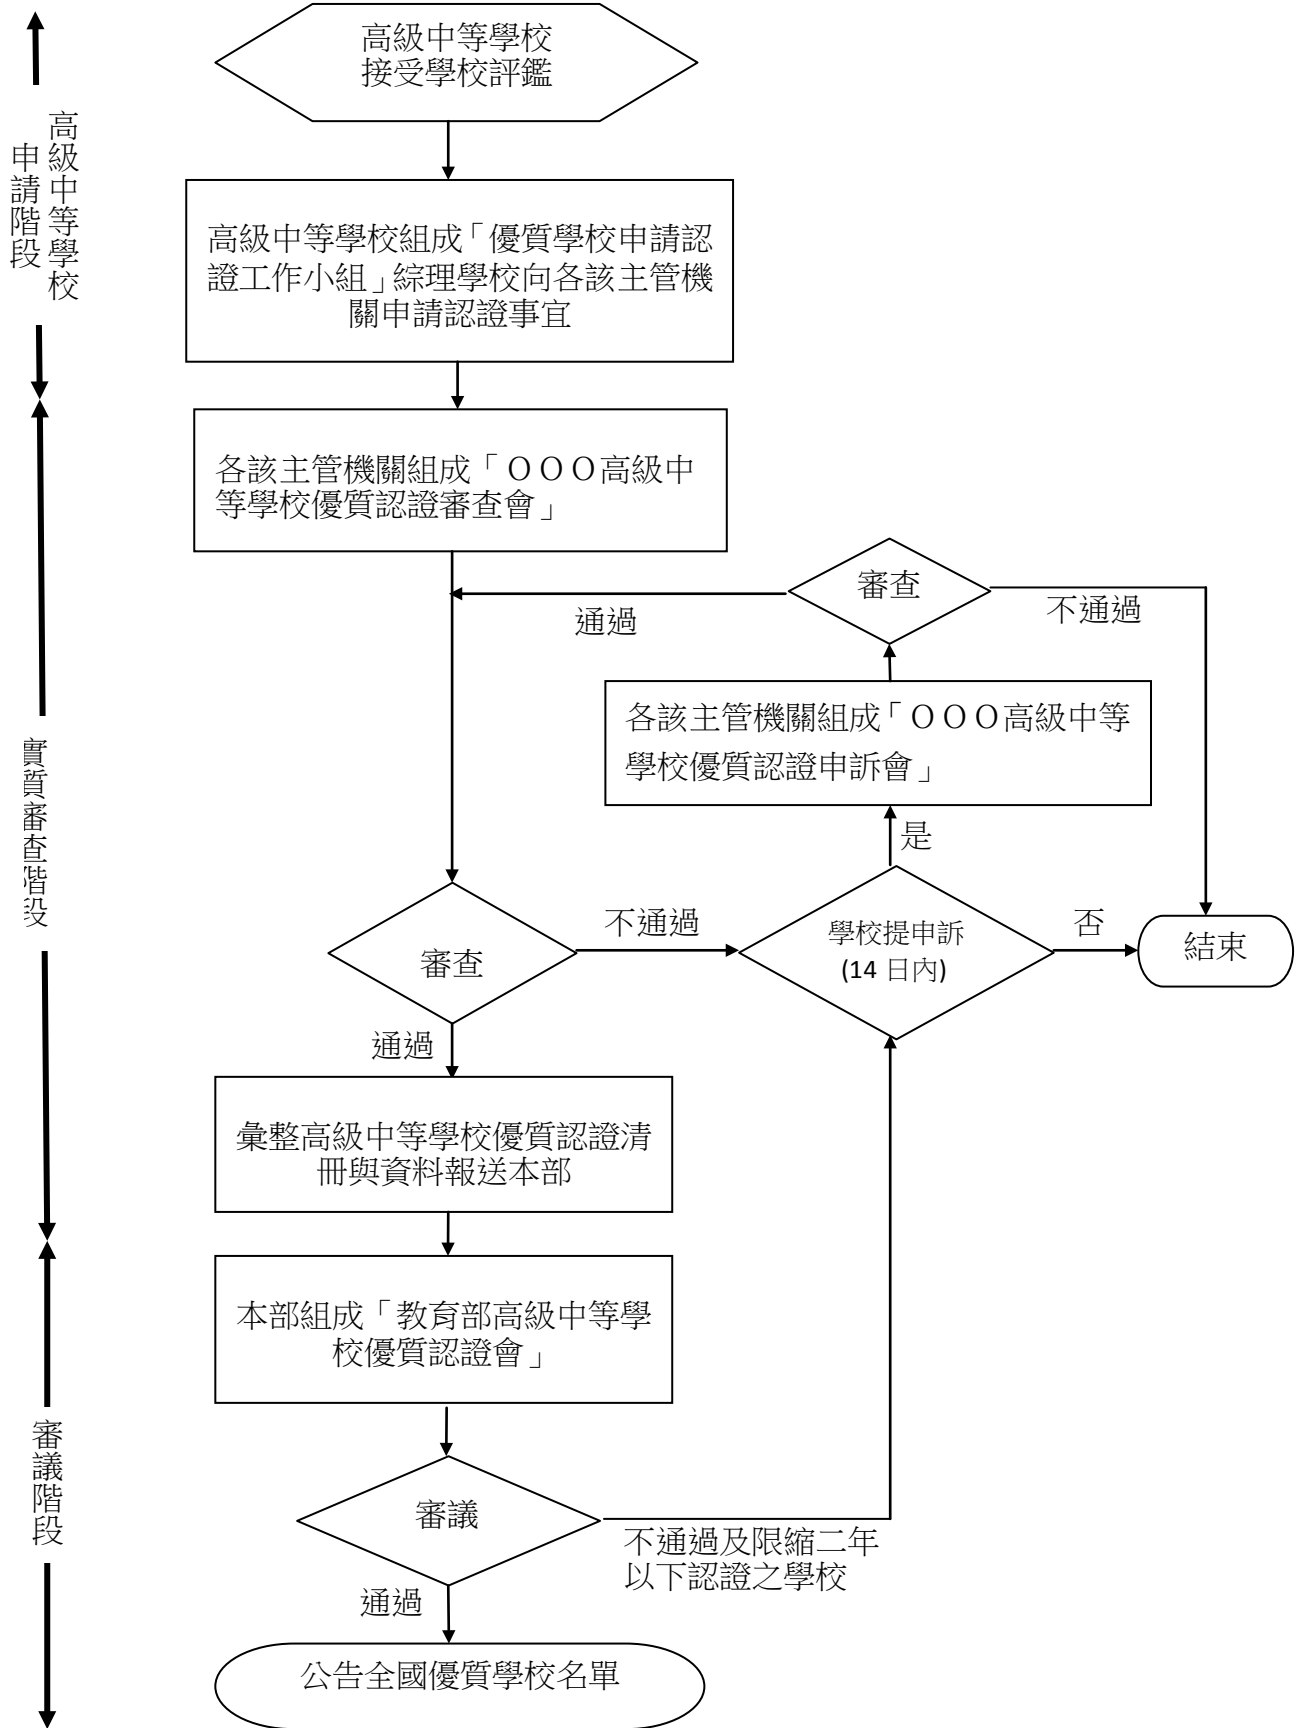 高級中等學校
接受學校評鑑
高級中等學校
申請階段
高級中等學校組成「優質學校申請認
證工作小組」綜理學校向各該主管機
關申請認證事宜
各該主管機關組成「ＯＯＯ高級中
等學校優質認證審查會」
審查
通過
不通過
各該主管機關組成「ＯＯＯ高級中等
學校優質認證申訴會」
是
實質審查階段
審查
不通過
學校提申訴
(14 日內)
否
結束
通過
彙整高級中等學校優質認證清
冊與資料報送本部
本部組成「教育部高級中等學
校優質認證會」
審議階段
審議
不通過及限縮二年
以下認證之學校
通過
公告全國優質學校名單